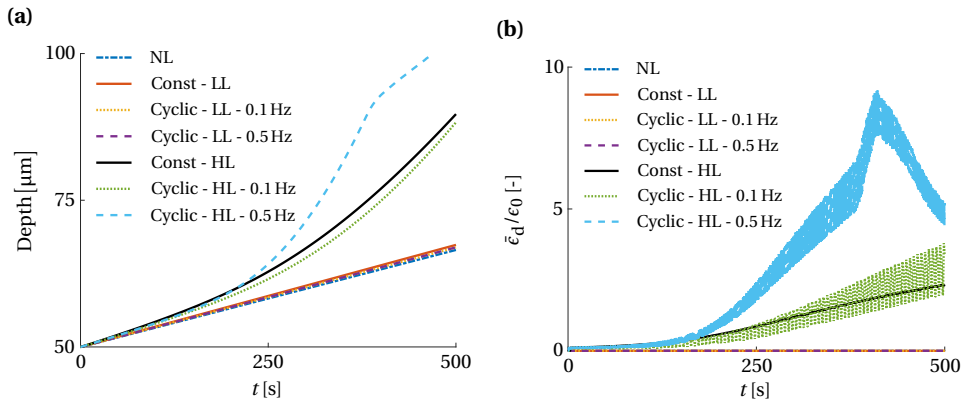 (a)
100
75
50
Depth [µm]
NL
Const - LL
Cyclic - LL - 0.1 Hz
Cyclic - LL - 0.5 Hz
Const - HL
Cyclic - HL - 0.1 Hz
Cyclic - HL - 0.5 Hz
0
250
500
t [s]
(b)
10
5
0
ε̄d/ϵ0 [-]
NL
Const - LL
Cyclic - LL - 0.1 Hz
Cyclic - LL - 0.5 Hz
Const - HL
Cyclic - HL - 0.1 Hz
Cyclic - HL - 0.5 Hz
0
250
500
t [s]